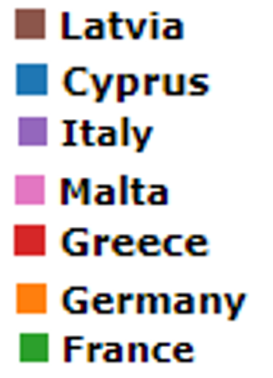 Latvia
Cyprus
Italy
Malta
Greece
Germany
France